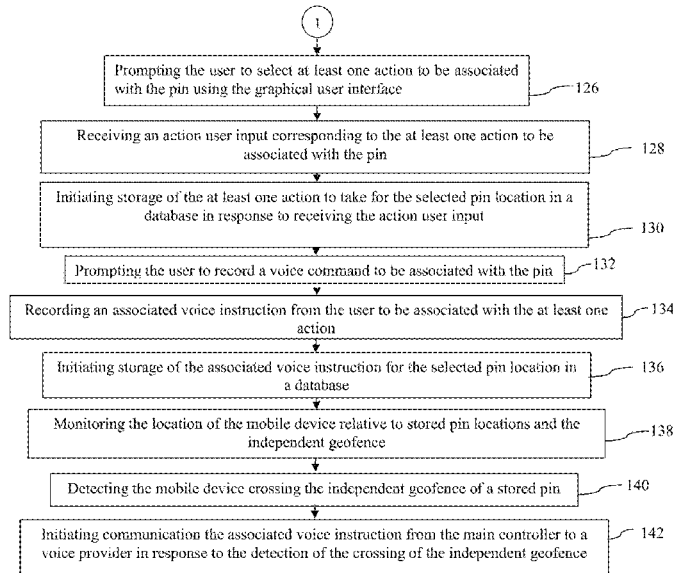 1
Prompting the user to select at least one action to be associated
with the pin using the graphical user interface
126
Receiving an action user input corresponding to the at least one action to be
associated with the pin
128
Initiating storage of the at least one action to take for the selected pin location in a
database in response to receiving the action user input
130
Prompting the user to record a voice command to be associated with the pin
132
Recording an associated voice instruction from the user to be associated with the at least one
action
134
Initiating storage of the associated voice instruction for the selected pin location in
a database
136
Monitoring the location of the mobile device relative to stored pin locations and the
independent geofence
138
Detecting the mobile device crossing the independent geofence of a stored pin
140
Initiating communication the associated voice instruction from the main controller to a
voice provider in response to the detection of the crossing of the independent geofence
142